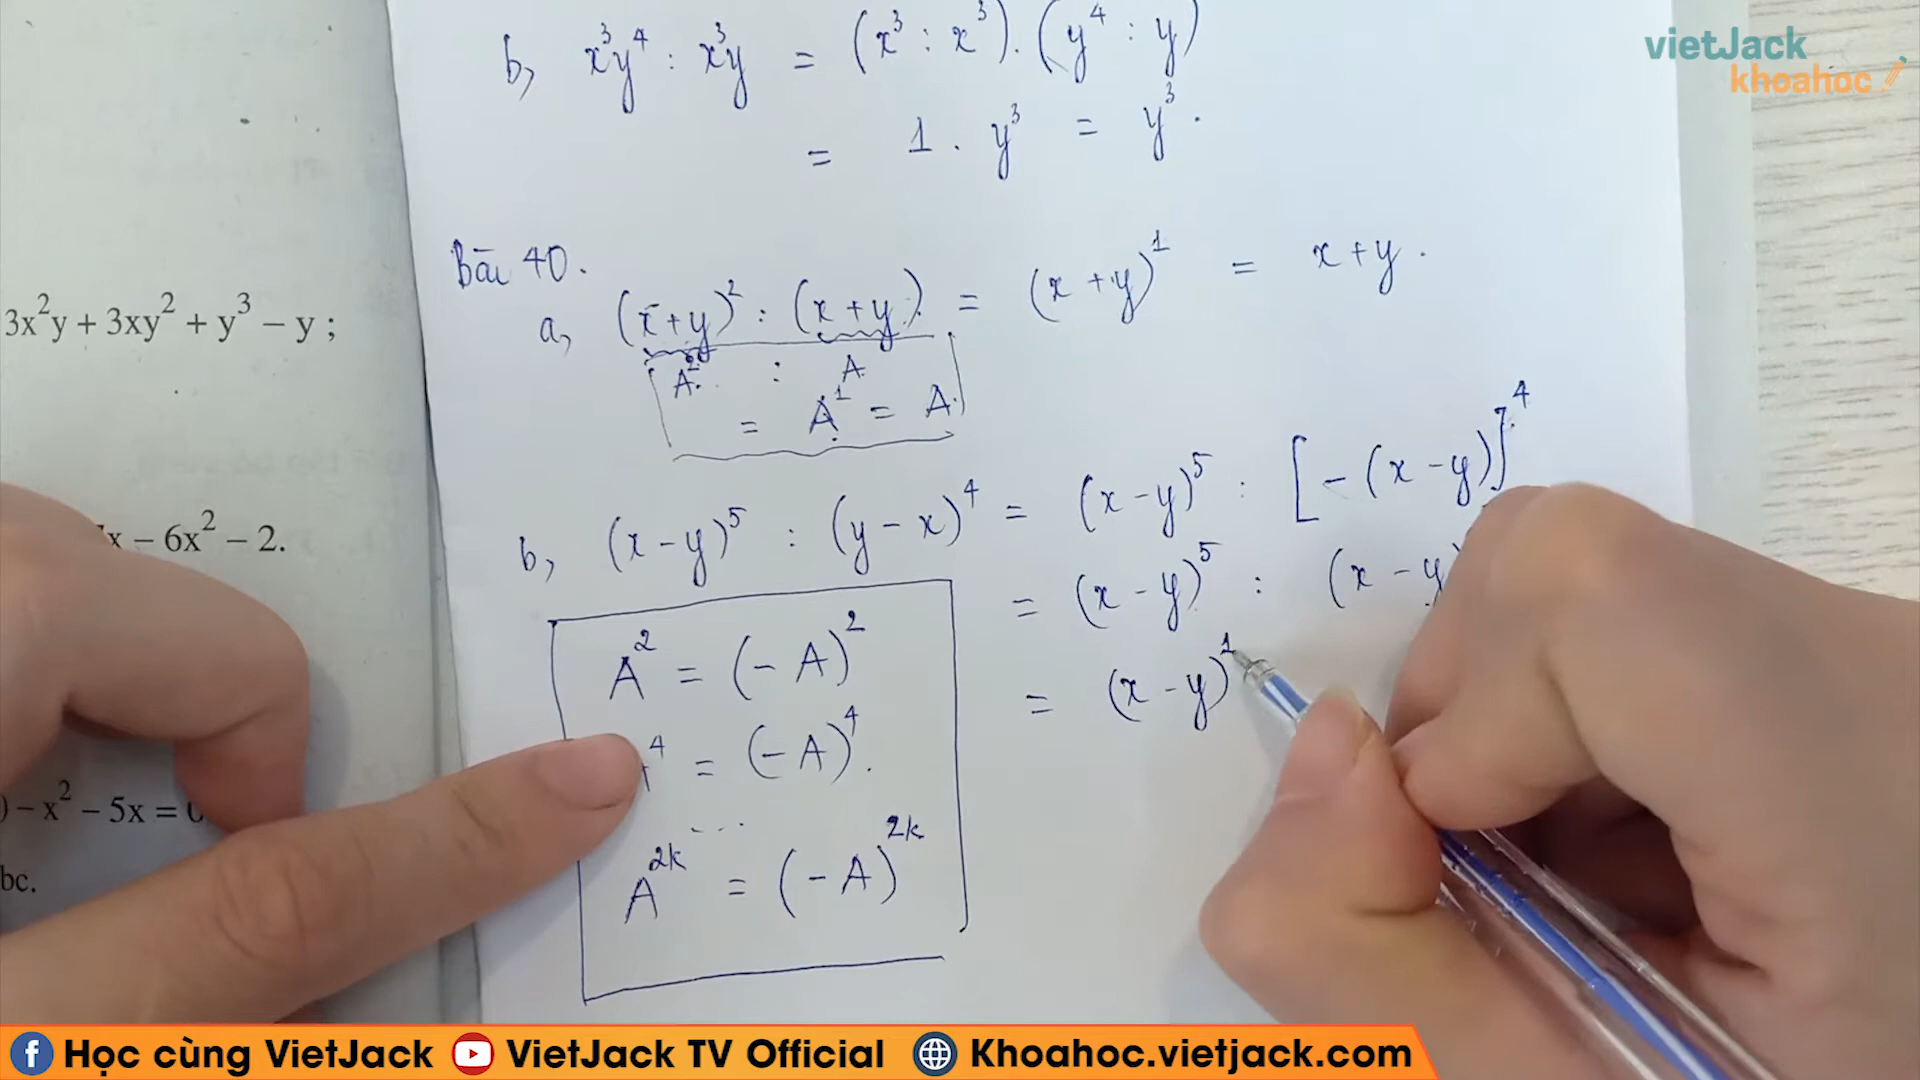 vietJack
khoahoc
b, x³y⁴ : x³y = (x³ : x³) . (y⁴ : y)
= 1 . y³ = y³ .
Bài 40.
a, (x+y)² : (x+y) = (x+y)¹ = x+y .
A² : A
= A¹ = A
b, (x-y)⁵ : (y-x)⁴ = (x-y)⁵ : [-(x-y)]⁴
= (x-y)⁵ : (x-y)
= (x-y)¹
A² = (-A)²
⁴ = (-A)⁴ .
...
A²ᵏ = (-A)²ᵏ
3x²y + 3xy² + y³ – y ;
x – 6x² – 2.
) – x² – 5x = 0
bc.
Học cùng VietJack VietJack TV Official Khoahoc.vietjack.com